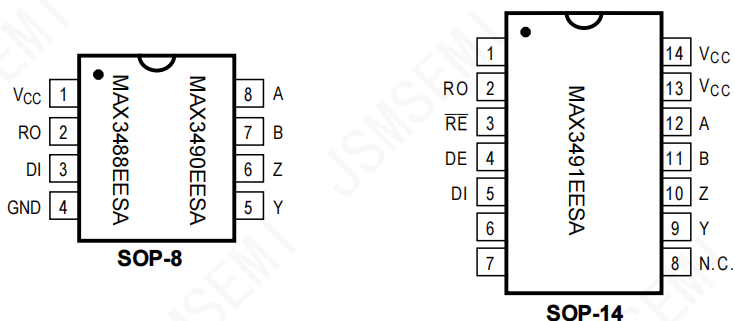 VCC 1
RO 2
DI 3
GND 4
MAX3488EESA
MAX3490EESA
8 A
7 B
6 Z
5 Y
SOP-8
1
RO 2
RE 3
DE 4
DI 5
6
7
MAX3491EESA
14 VCC
13 VCC
12 A
11 B
10 Z
9 Y
8 N.C.
SOP-14
JSMSEMI
JSMSEMI